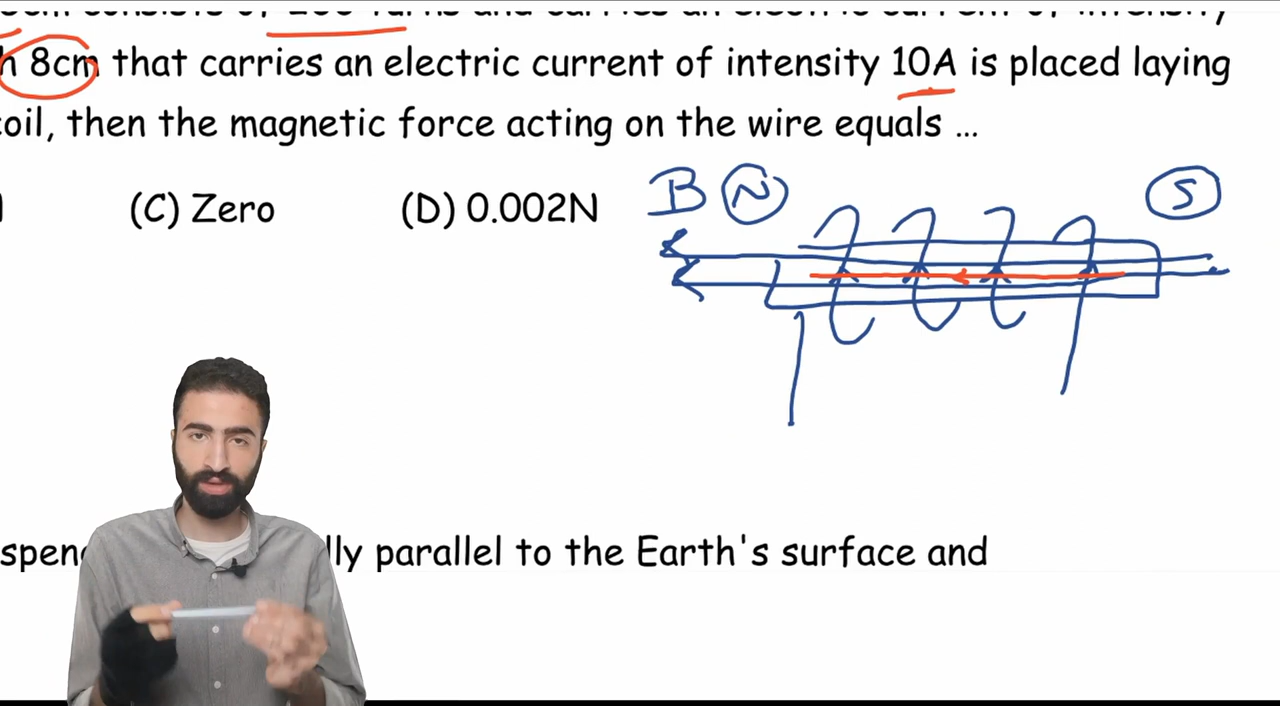 8cm that carries an electric current of intensity 10A is placed laying
coil, then the magnetic force acting on the wire equals ...
(C) Zero (D) 0.002N
B N S
parallel to the Earth's surface and